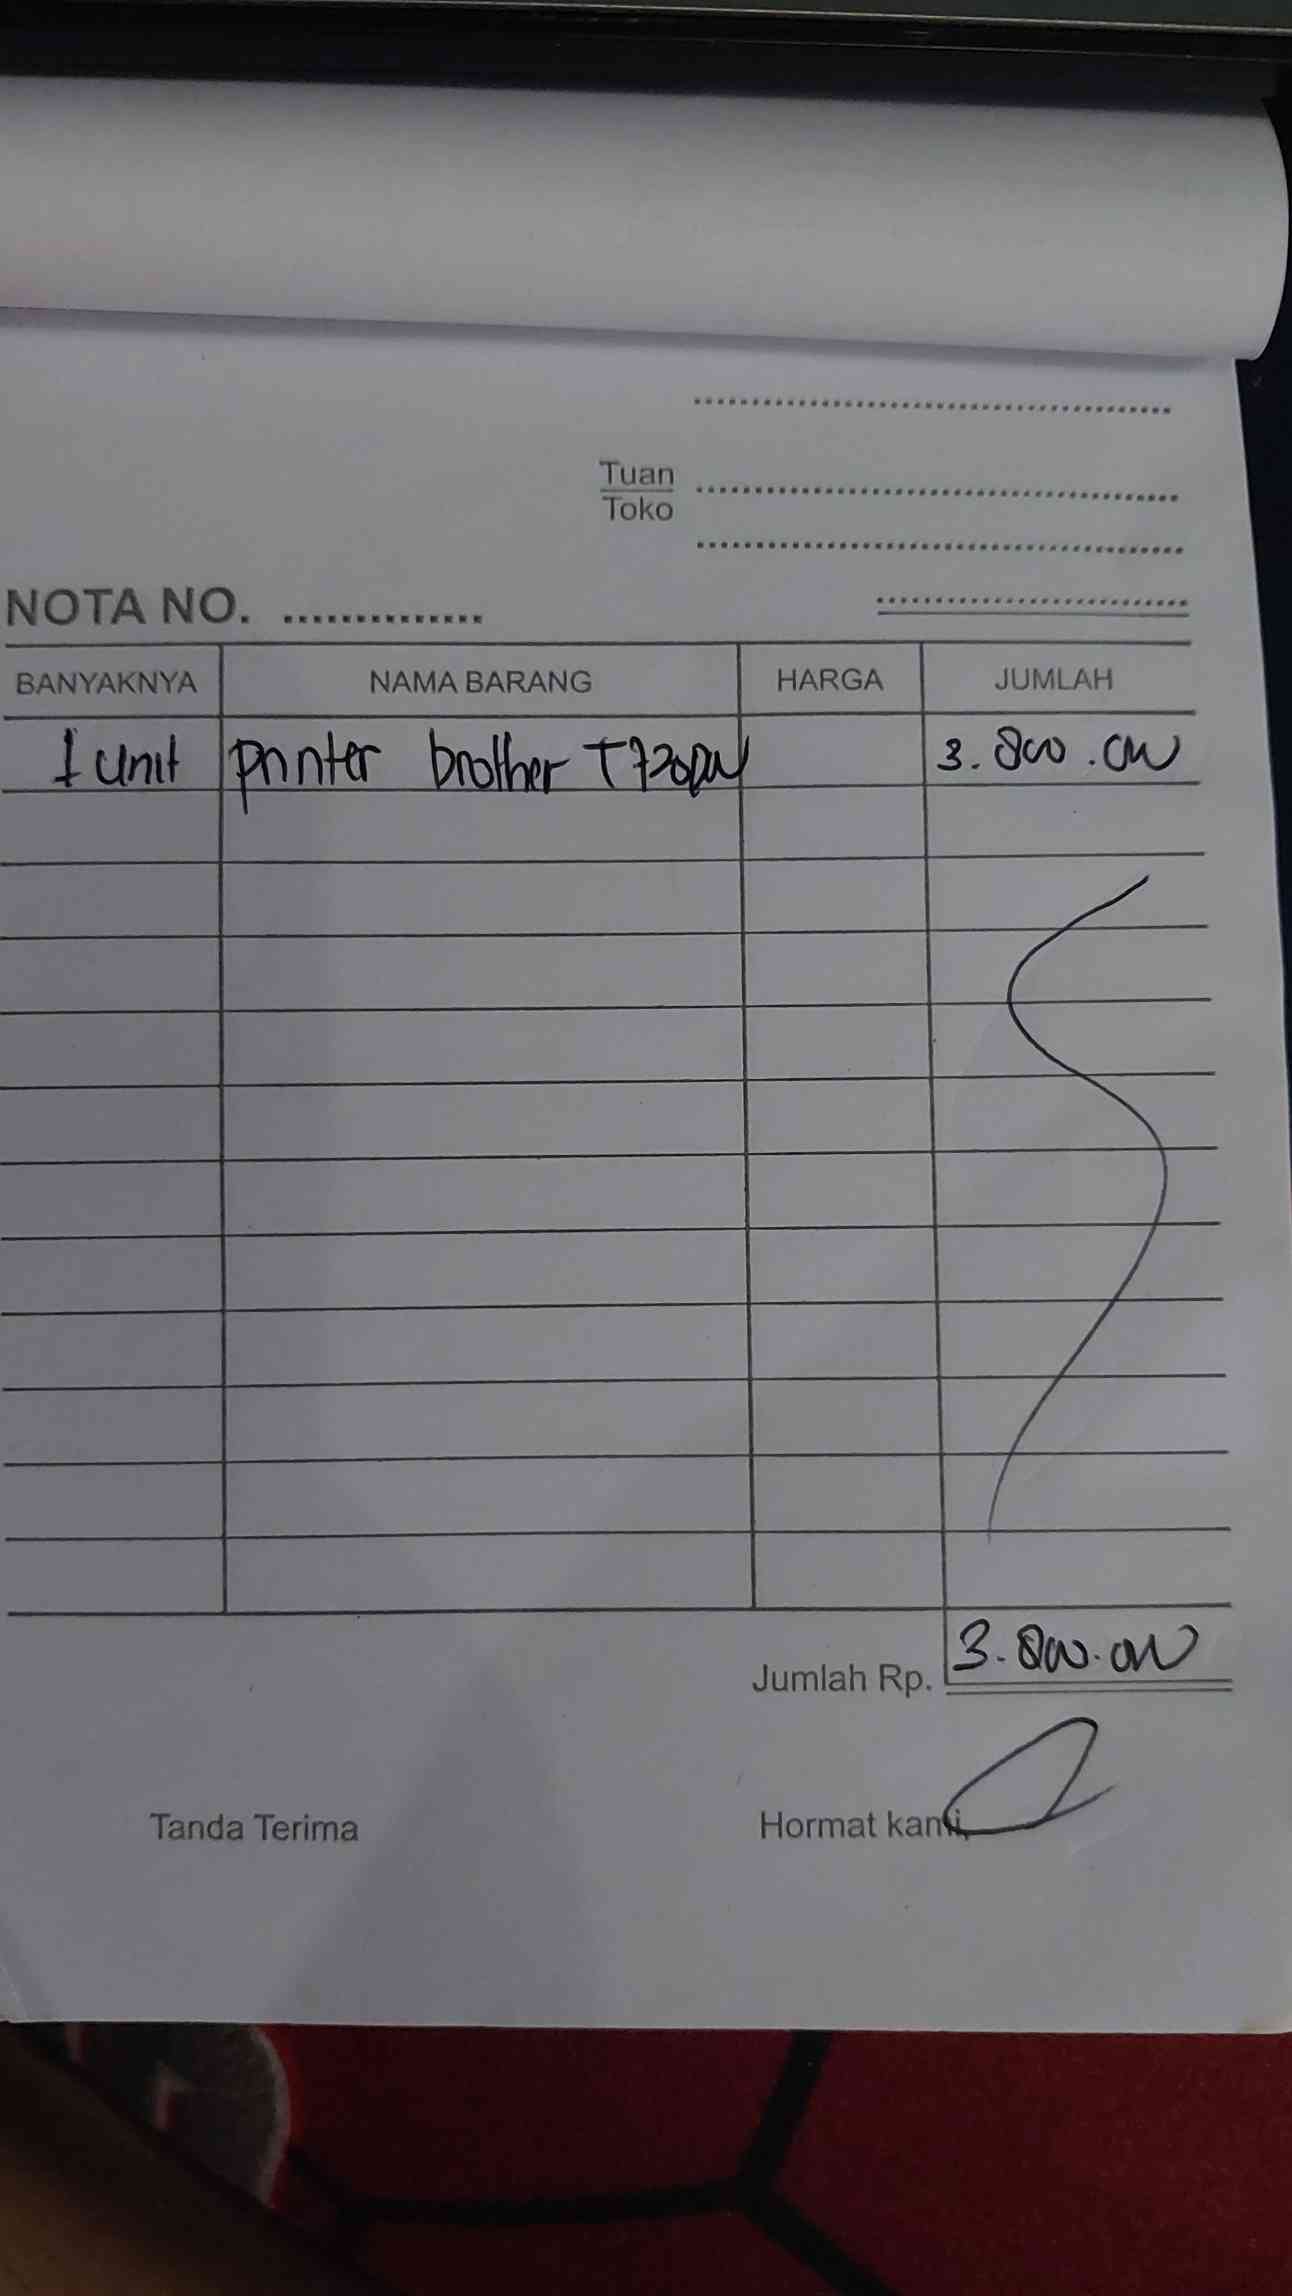 Tuan
Toko
NOTA NO. ..............
BANYAKNYA NAMA BARANG HARGA JUMLAH
1 unit printer brother T720DW 3.800.000
Jumlah Rp. 3.800.000
Tanda Terima Hormat kami,